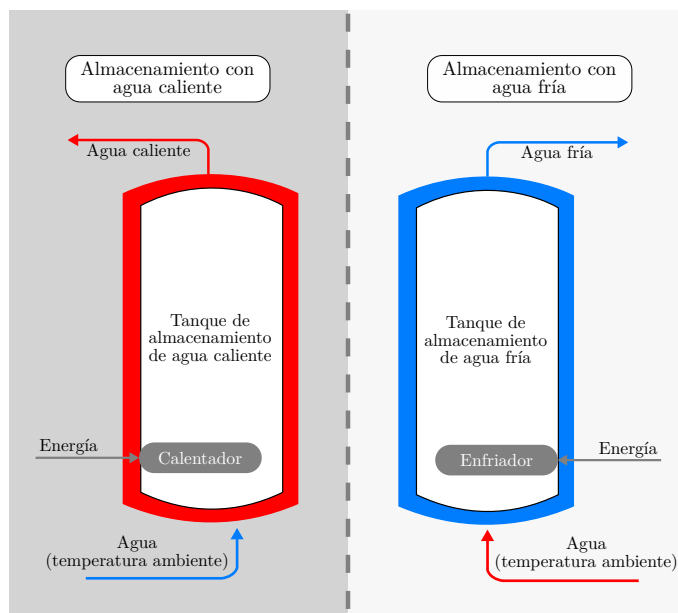 Almacenamiento con
agua caliente
Agua caliente
Tanque de
almacenamiento
de agua caliente
Energía
Calentador
Agua
(temperatura ambiente)
Almacenamiento con
agua fría
Agua fría
Tanque de
almacenamiento
de agua fría
Energía
Enfriador
Agua
(temperatura ambiente)